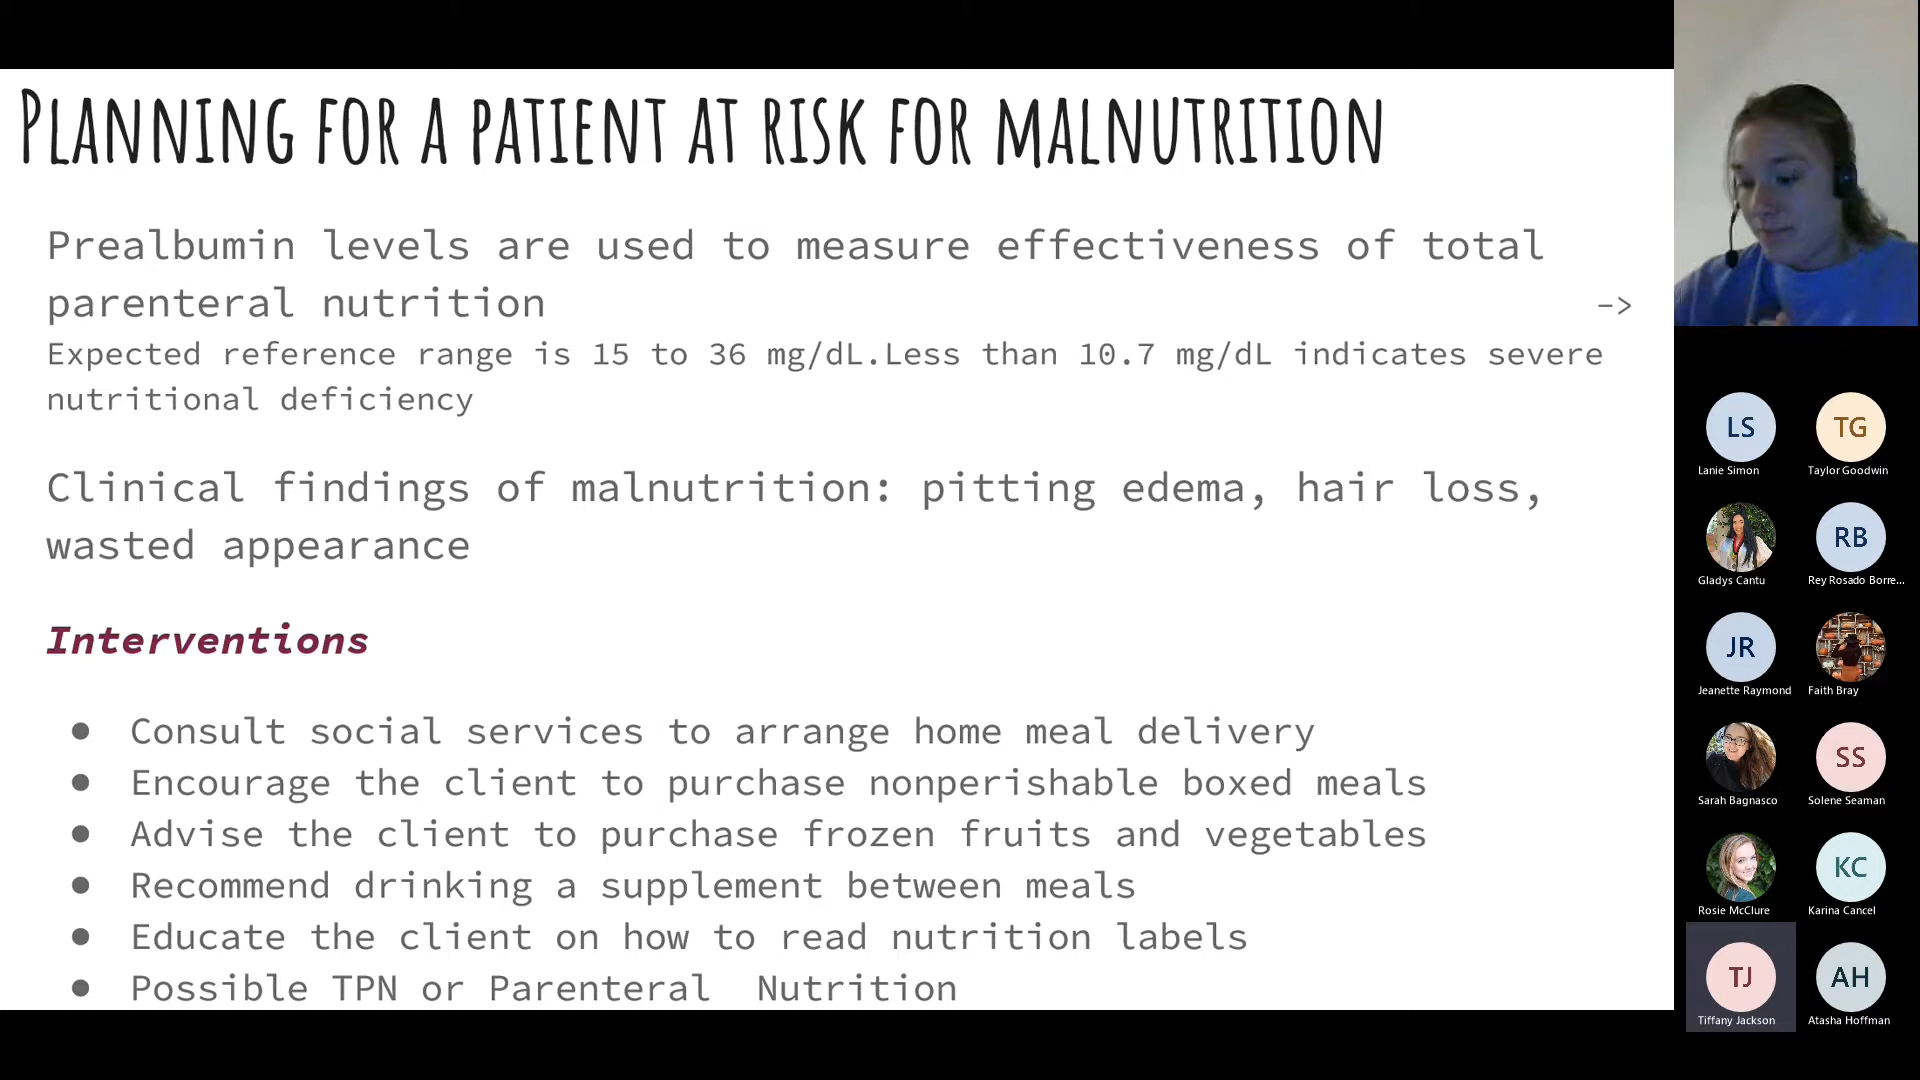 Planning for a patient at risk for malnutrition
Prealbumin levels are used to measure effectiveness of total
parenteral nutrition ->
Expected reference range is 15 to 36 mg/dL.Less than 10.7 mg/dL indicates severe
nutritional deficiency
Clinical findings of malnutrition: pitting edema, hair loss,
wasted appearance
Interventions
● Consult social services to arrange home meal delivery
● Encourage the client to purchase nonperishable boxed meals
● Advise the client to purchase frozen fruits and vegetables
● Recommend drinking a supplement between meals
● Educate the client on how to read nutrition labels
● Possible TPN or Parenteral  Nutrition
LS TG
Lanie Simon Taylor Goodwin
RB
Gladys Cantu Rey Rosado Borre...
JR
Jeanette Raymond Faith Bray
SS
Sarah Bagnasco Solene Seaman
KC
Rosie McClure Karina Cancel
TJ AH
Tiffany Jackson Atasha Hoffman